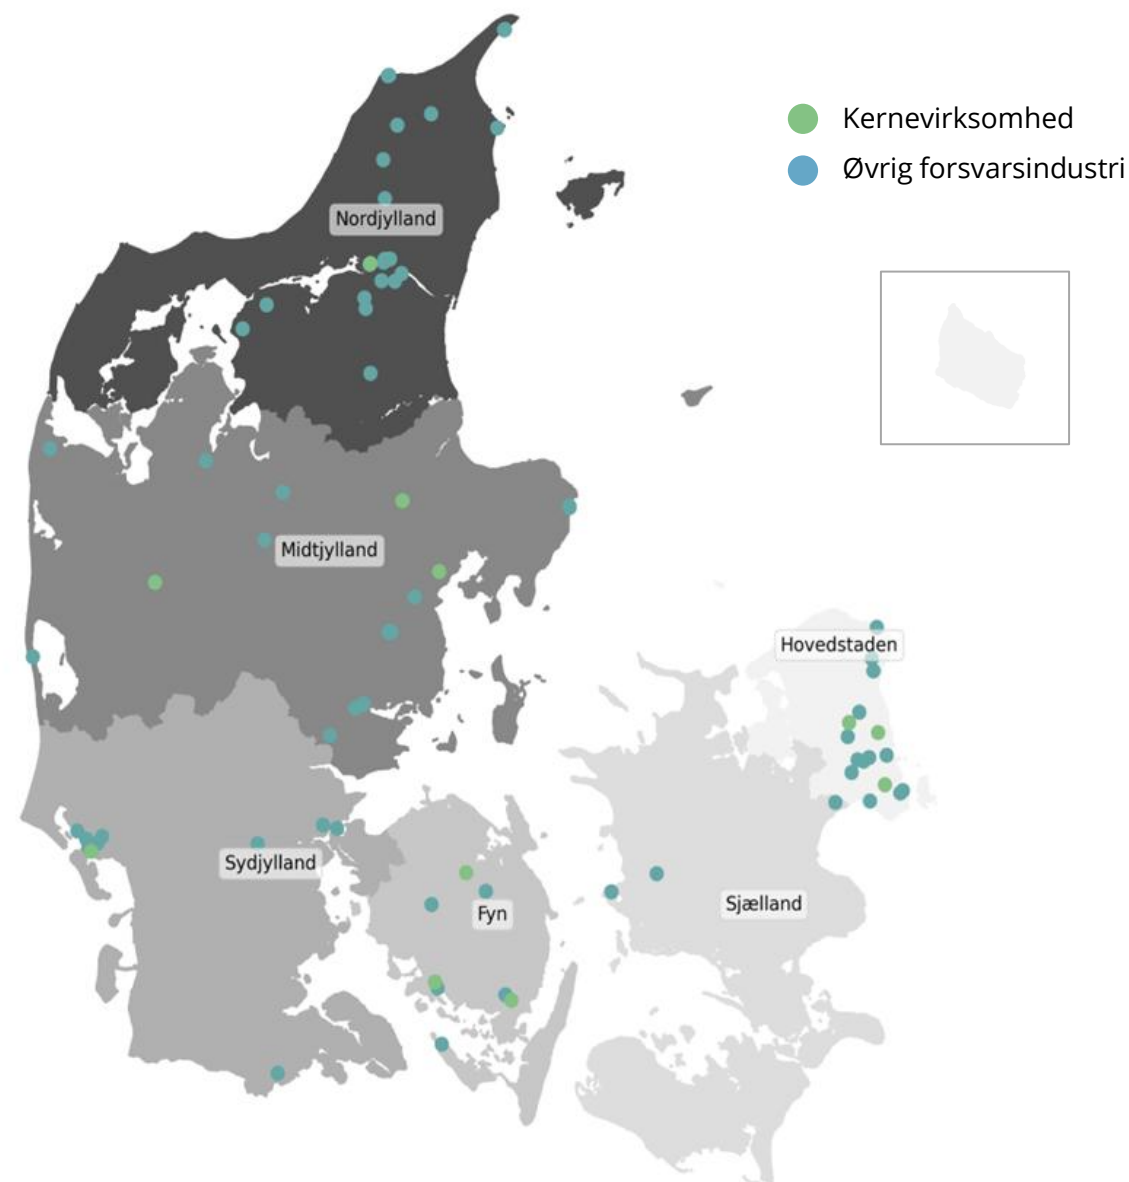 Kernevirksomhed
Øvrig forsvarsindustri
Nordjylland
Midtjylland
Hovedstaden
Sydjylland
Fyn
Sjælland